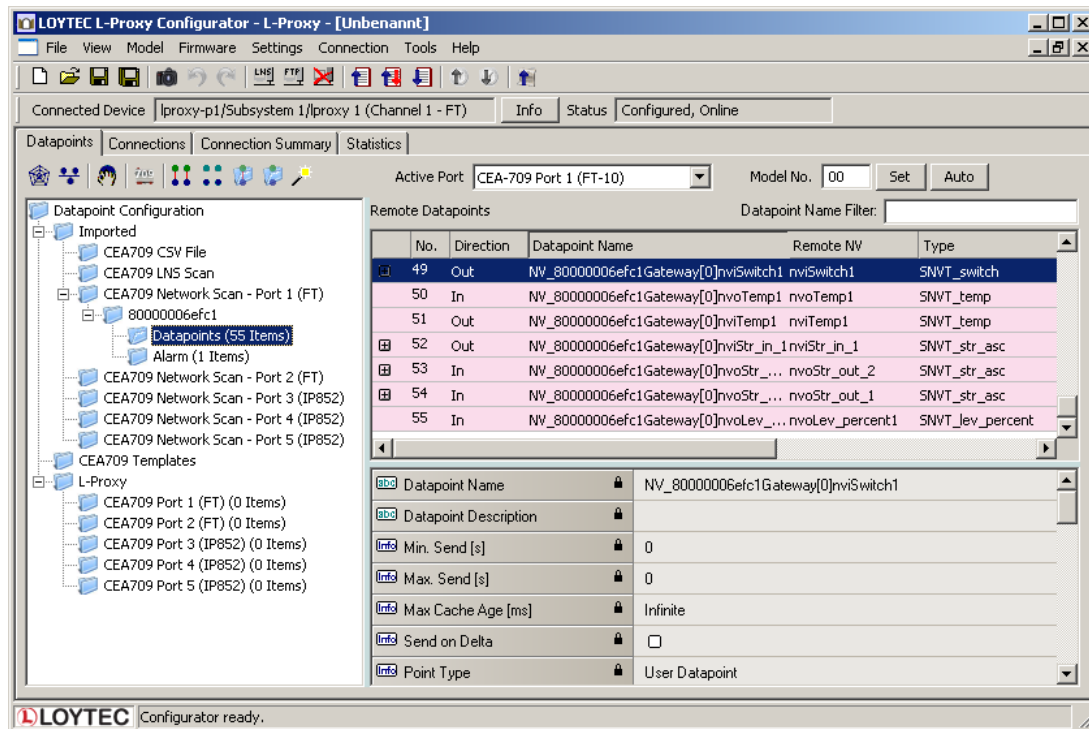 LOYTEC L-Proxy Configurator - L-Proxy - [Unbenannt]
File View Model Firmware Settings Connection Tools Help
LNS FTP
Connected Device lproxy-p1/Subsystem 1/lproxy 1 (Channel 1 - FT) Info Status Configured, Online
Datapoints Connections Connection Summary Statistics
Active Port CEA-709 Port 1 (FT-10) Model No. 00 Set Auto
Datapoint Configuration
Imported
CEA709 CSV File
CEA709 LNS Scan
CEA709 Network Scan - Port 1 (FT)
80000006efc1
Datapoints (55 Items)
Alarm (1 Items)
CEA709 Network Scan - Port 2 (FT)
CEA709 Network Scan - Port 3 (IP852)
CEA709 Network Scan - Port 4 (IP852)
CEA709 Network Scan - Port 5 (IP852)
CEA709 Templates
L-Proxy
CEA709 Port 1 (FT) (0 Items)
CEA709 Port 2 (FT) (0 Items)
CEA709 Port 3 (IP852) (0 Items)
CEA709 Port 4 (IP852) (0 Items)
CEA709 Port 5 (IP852) (0 Items)
Remote Datapoints Datapoint Name Filter:
No. Direction Datapoint Name Remote NV Type
49 Out NV_80000006efc1Gateway[0]nviSwitch1 nviSwitch1 SNVT_switch
50 In NV_80000006efc1Gateway[0]nvoTemp1 nvoTemp1 SNVT_temp
51 Out NV_80000006efc1Gateway[0]nviTemp1 nviTemp1 SNVT_temp
52 Out NV_80000006efc1Gateway[0]nviStr_in_1 nviStr_in_1 SNVT_str_asc
53 In NV_80000006efc1Gateway[0]nvoStr_... nvoStr_out_2 SNVT_str_asc
54 In NV_80000006efc1Gateway[0]nvoStr_... nvoStr_out_1 SNVT_str_asc
55 In NV_80000006efc1Gateway[0]nvoLev_... nvoLev_percent1 SNVT_lev_percent
abc Datapoint Name NV_80000006efc1Gateway[0]nviSwitch1
abc Datapoint Description
Info Min. Send [s] 0
Info Max. Send [s] 0
Info Max Cache Age [ms] Infinite
Info Send on Delta
Info Point Type User Datapoint
LOYTEC Configurator ready.